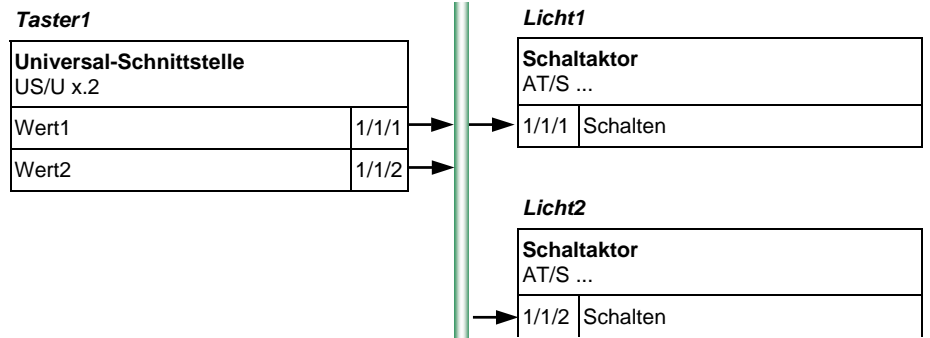 Taster1
Universal-Schnittstelle
US/U x.2
Wert1 1/1/1
Wert2 1/1/2
Licht1
Schaltaktor
AT/S ...
1/1/1 Schalten
Licht2
Schaltaktor
AT/S ...
1/1/2 Schalten